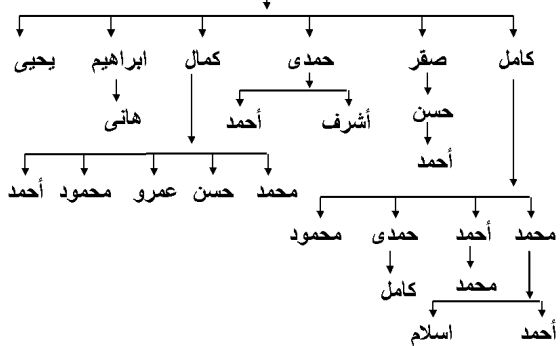 كامل صقر حمدى كمال ابراهيم يحيى
حسن أشرف أحمد هانى
أحمد
محمد حسن عمرو محمود أحمد
محمد أحمد حمدى محمود
محمد كامل
أحمد اسلام